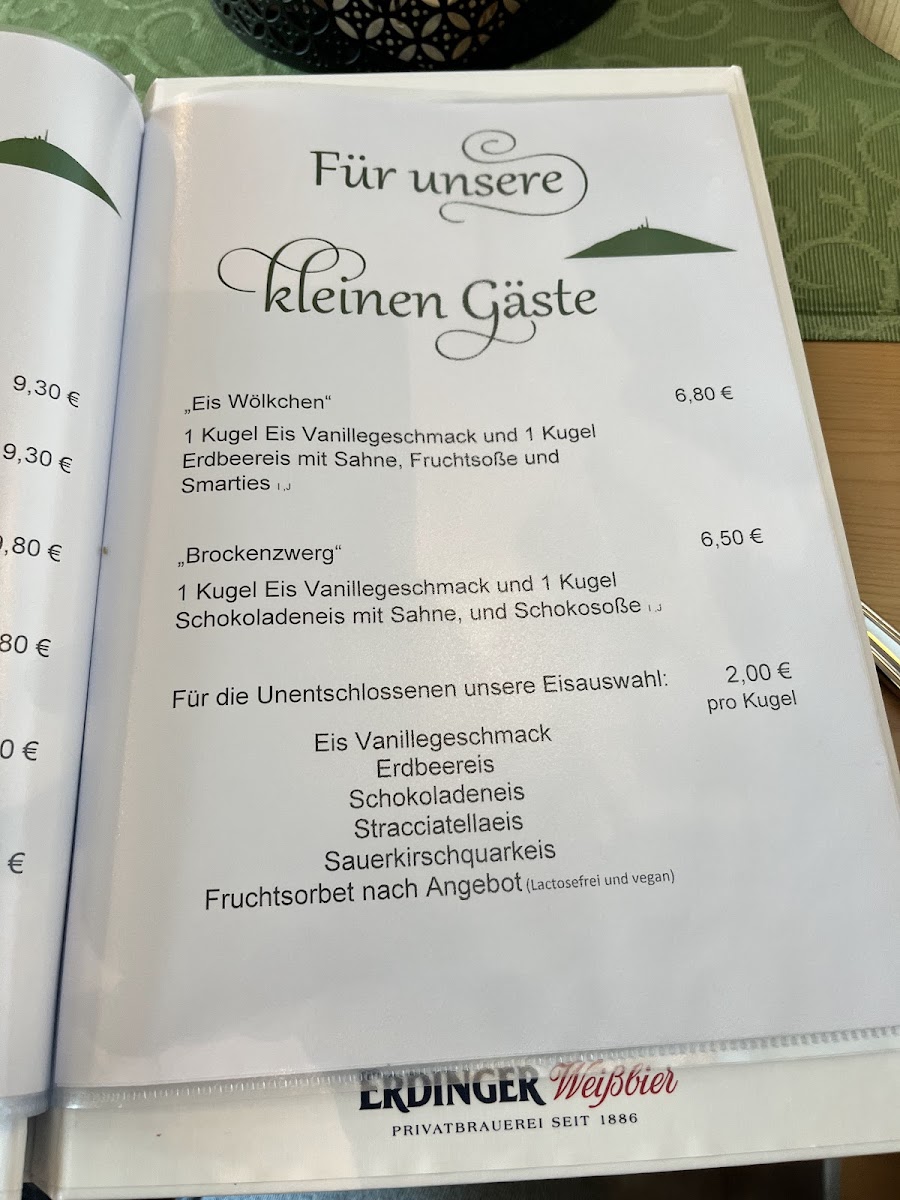 9,30 €
9,30 €
,80 €
80 €
0 €
€
Für unsere
kleinen Gäste
„Eis Wölkchen“ 6,80 €
1 Kugel Eis Vanillegeschmack und 1 Kugel
Erdbeereis mit Sahne, Fruchtsoße und
Smarties I,J
„Brockenzwerg“ 6,50 €
1 Kugel Eis Vanillegeschmack und 1 Kugel
Schokoladeneis mit Sahne, und Schokosoße I,J
Für die Unentschlossenen unsere Eisauswahl: 2,00 €
pro Kugel
Eis Vanillegeschmack
Erdbeereis
Schokoladeneis
Stracciatellaeis
Sauerkirschquarkeis
Fruchtsorbet nach Angebot (Lactosefrei und vegan)
ERDINGER Weißbier
PRIVATBRAUEREI SEIT 1886